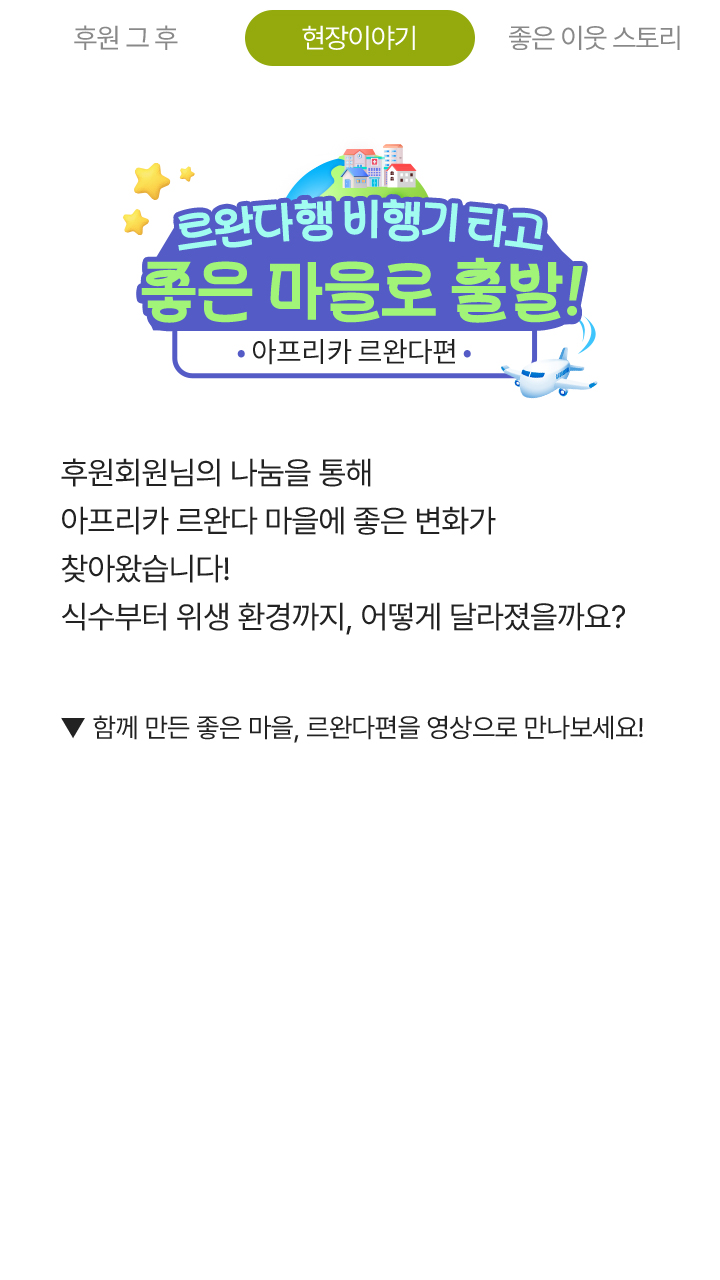 후원 그 후
현장이야기
좋은 이웃 스토리
르완다행 비행기 타고
좋은 마을로 출발!
• 아프리카 르완다편 •
후원회원님의 나눔을 통해
아프리카 르완다 마을에 좋은 변화가
찾아왔습니다!
식수부터 위생 환경까지, 어떻게 달라졌을까요?
▼ 함께 만든 좋은 마을, 르완다편을 영상으로 만나보세요!